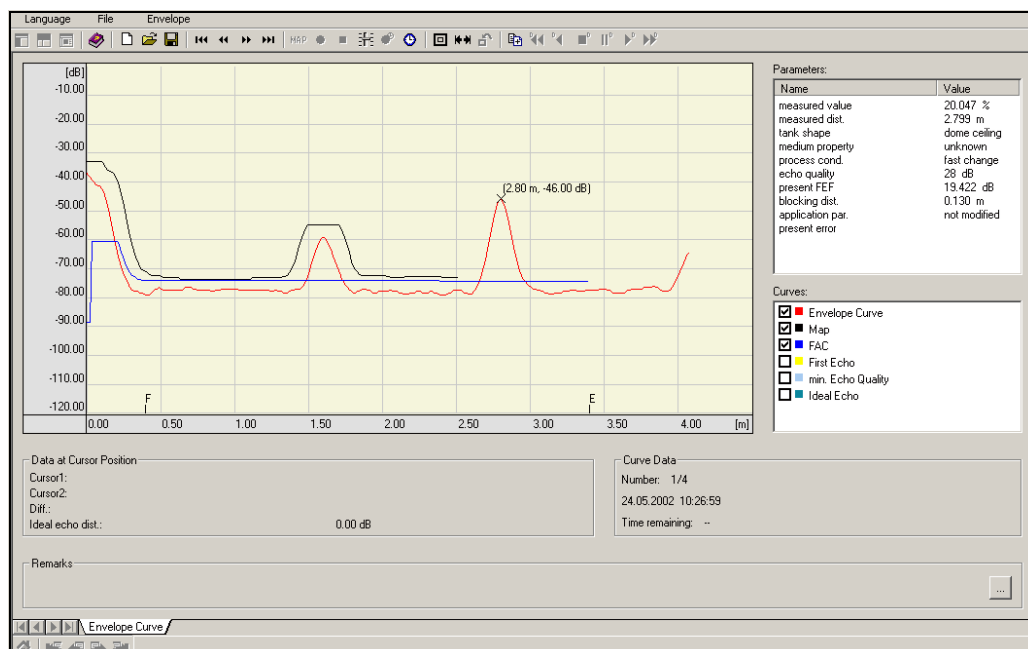 Language File Envelope
MAP
[dB]
-10.00
-20.00
-30.00
-40.00
-50.00
-60.00
-70.00
-80.00
-90.00
-100.00
-110.00
-120.00
(2.80 m, -46.00 dB)
F
E
0.00 0.50 1.00 1.50 2.00 2.50 3.00 3.50 4.00 [m]
Parameters:
Name Value
measured value 20.047 %
measured dist. 2.799 m
tank shape dome ceiling
medium property unknown
process cond. fast change
echo quality 28 dB
present FEF 19.422 dB
blocking dist. 0.130 m
application par. not modified
present error
Curves:
Envelope Curve
Map
FAC
First Echo
min. Echo Quality
Ideal Echo
Data at Cursor Position
Cursor1:
Cursor2:
Diff.:
Ideal echo dist.: 0.00 dB
Curve Data
Number: 1/4
24.05.2002 10:26:59
Time remaining: --
Remarks
...
Envelope Curve